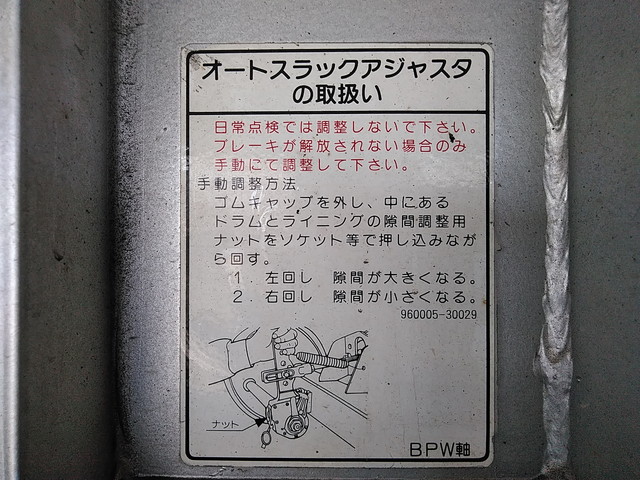 オートスラックアジャスタ
の取扱い
日常点検では調整しないで下さい。
ブレーキが解放されない場合のみ
手動にて調整して下さい。
手動調整方法
ゴムキャップを外し、中にある
ドラムとライニングの隙間調整用
ナットをソケット等で押し込みなが
ら回す。
1．左回し 隙間が大きくなる。
2．右回し 隙間が小さくなる。
960005-30029
ナット
BPW軸